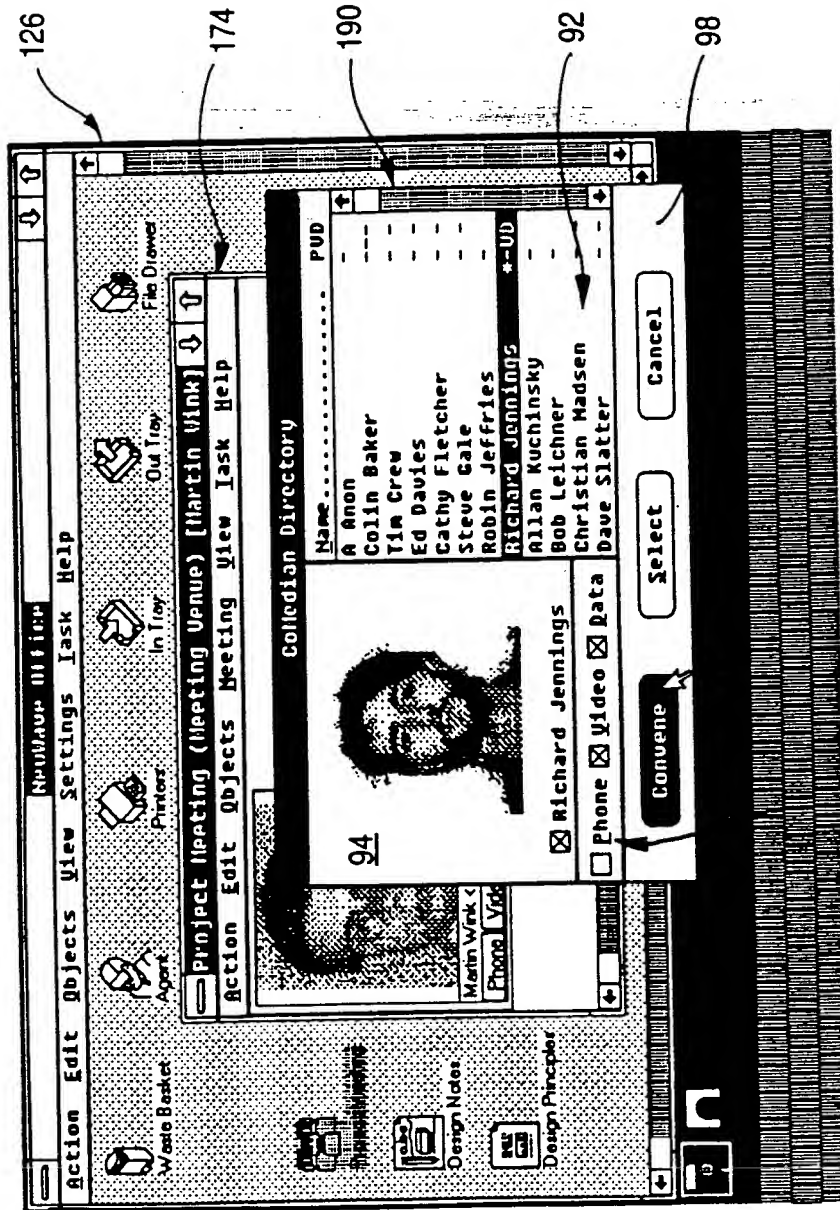 NewWave Office
Action Edit Objects View Settings Task Help
Waste Basket
Agent
Printers
In Tray
Out Tray
File Drawer
Design Notes
Design Principles
Project Meeting (Meeting Venue) [Martin Wink]
Action Edit Objects Meeting View Task Help
Martin Wink <
Phone
Collodian Directory
94
Richard Jennings
Phone Video Data
Name.................. PVD
A Anon -
Colin Baker ---
Tim Crew --
Ed Davies --
Cathy Fletcher --
Steve Gale --
Robin Jeffries -
Richard Jennings *-VD
Allan Kuchinsky --
Bob Leichner --
Christian Madsen --
Dave Slatter --
Convene
Select
Cancel
126
174
190
92
98